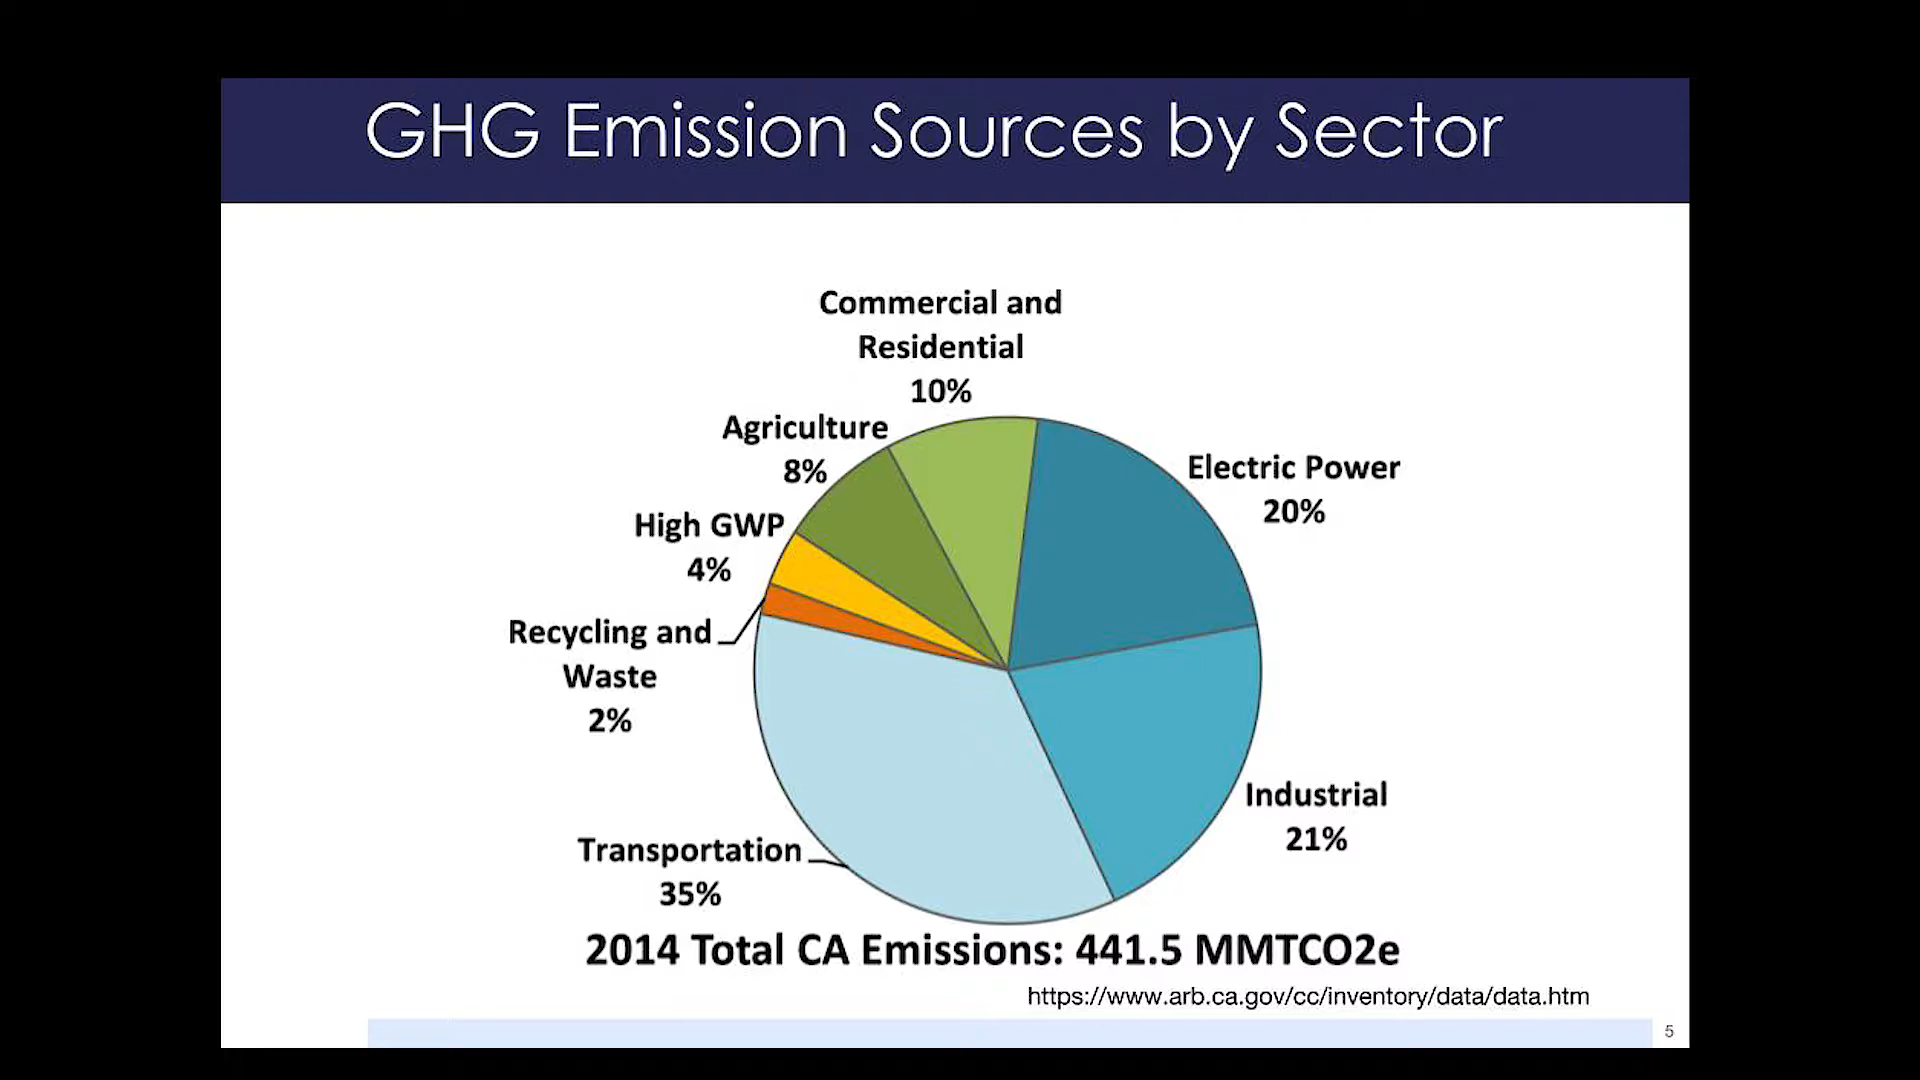 GHG Emission Sources by Sector
Commercial and
Residential
10%
Agriculture
8%
Electric Power
20%
High GWP
4%
Recycling and
Waste
2%
Industrial
21%
Transportation
35%
2014 Total CA Emissions: 441.5 MMTCO2e
https://www.arb.ca.gov/cc/inventory/data/data.htm
5